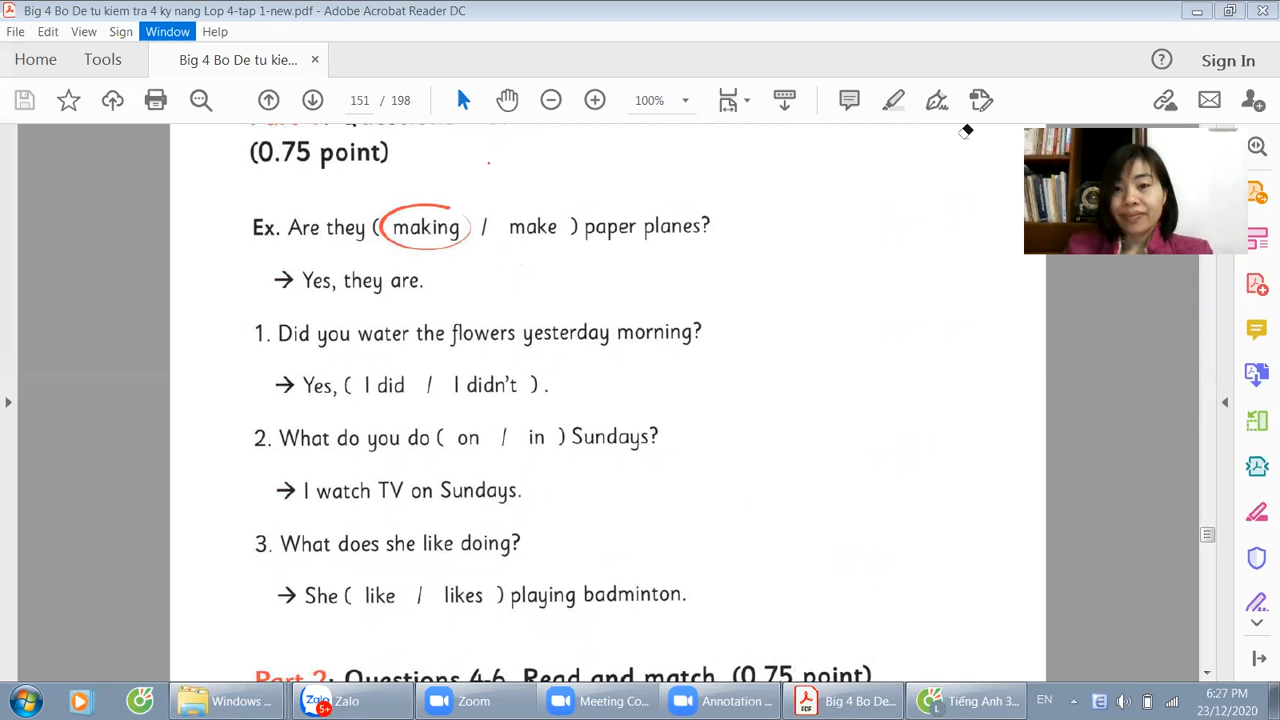 Big 4 Bo De tu kiem tra 4 ky nang Lop 4-tap 1-new.pdf - Adobe Acrobat Reader DC
File Edit View Sign Window Help
Home Tools Big 4 Bo De tu kie... ×
Sign In
151 / 198 100%
(0.75 point)
Ex. Are they ( making / make ) paper planes?
→ Yes, they are.
1. Did you water the flowers yesterday morning?
→ Yes, ( I did / I didn't ) .
2. What do you do ( on / in ) Sundays?
→ I watch TV on Sundays.
3. What does she like doing?
→ She ( like / likes ) playing badminton.
Part 2: Questions 4-6. Read and match. (0.75 point)
Windows ... Zalo Zoom Meeting Co... Annotation ... Big 4 Bo De... Tiếng Anh 3... EN 6:27 PM
5+ 23/12/2020